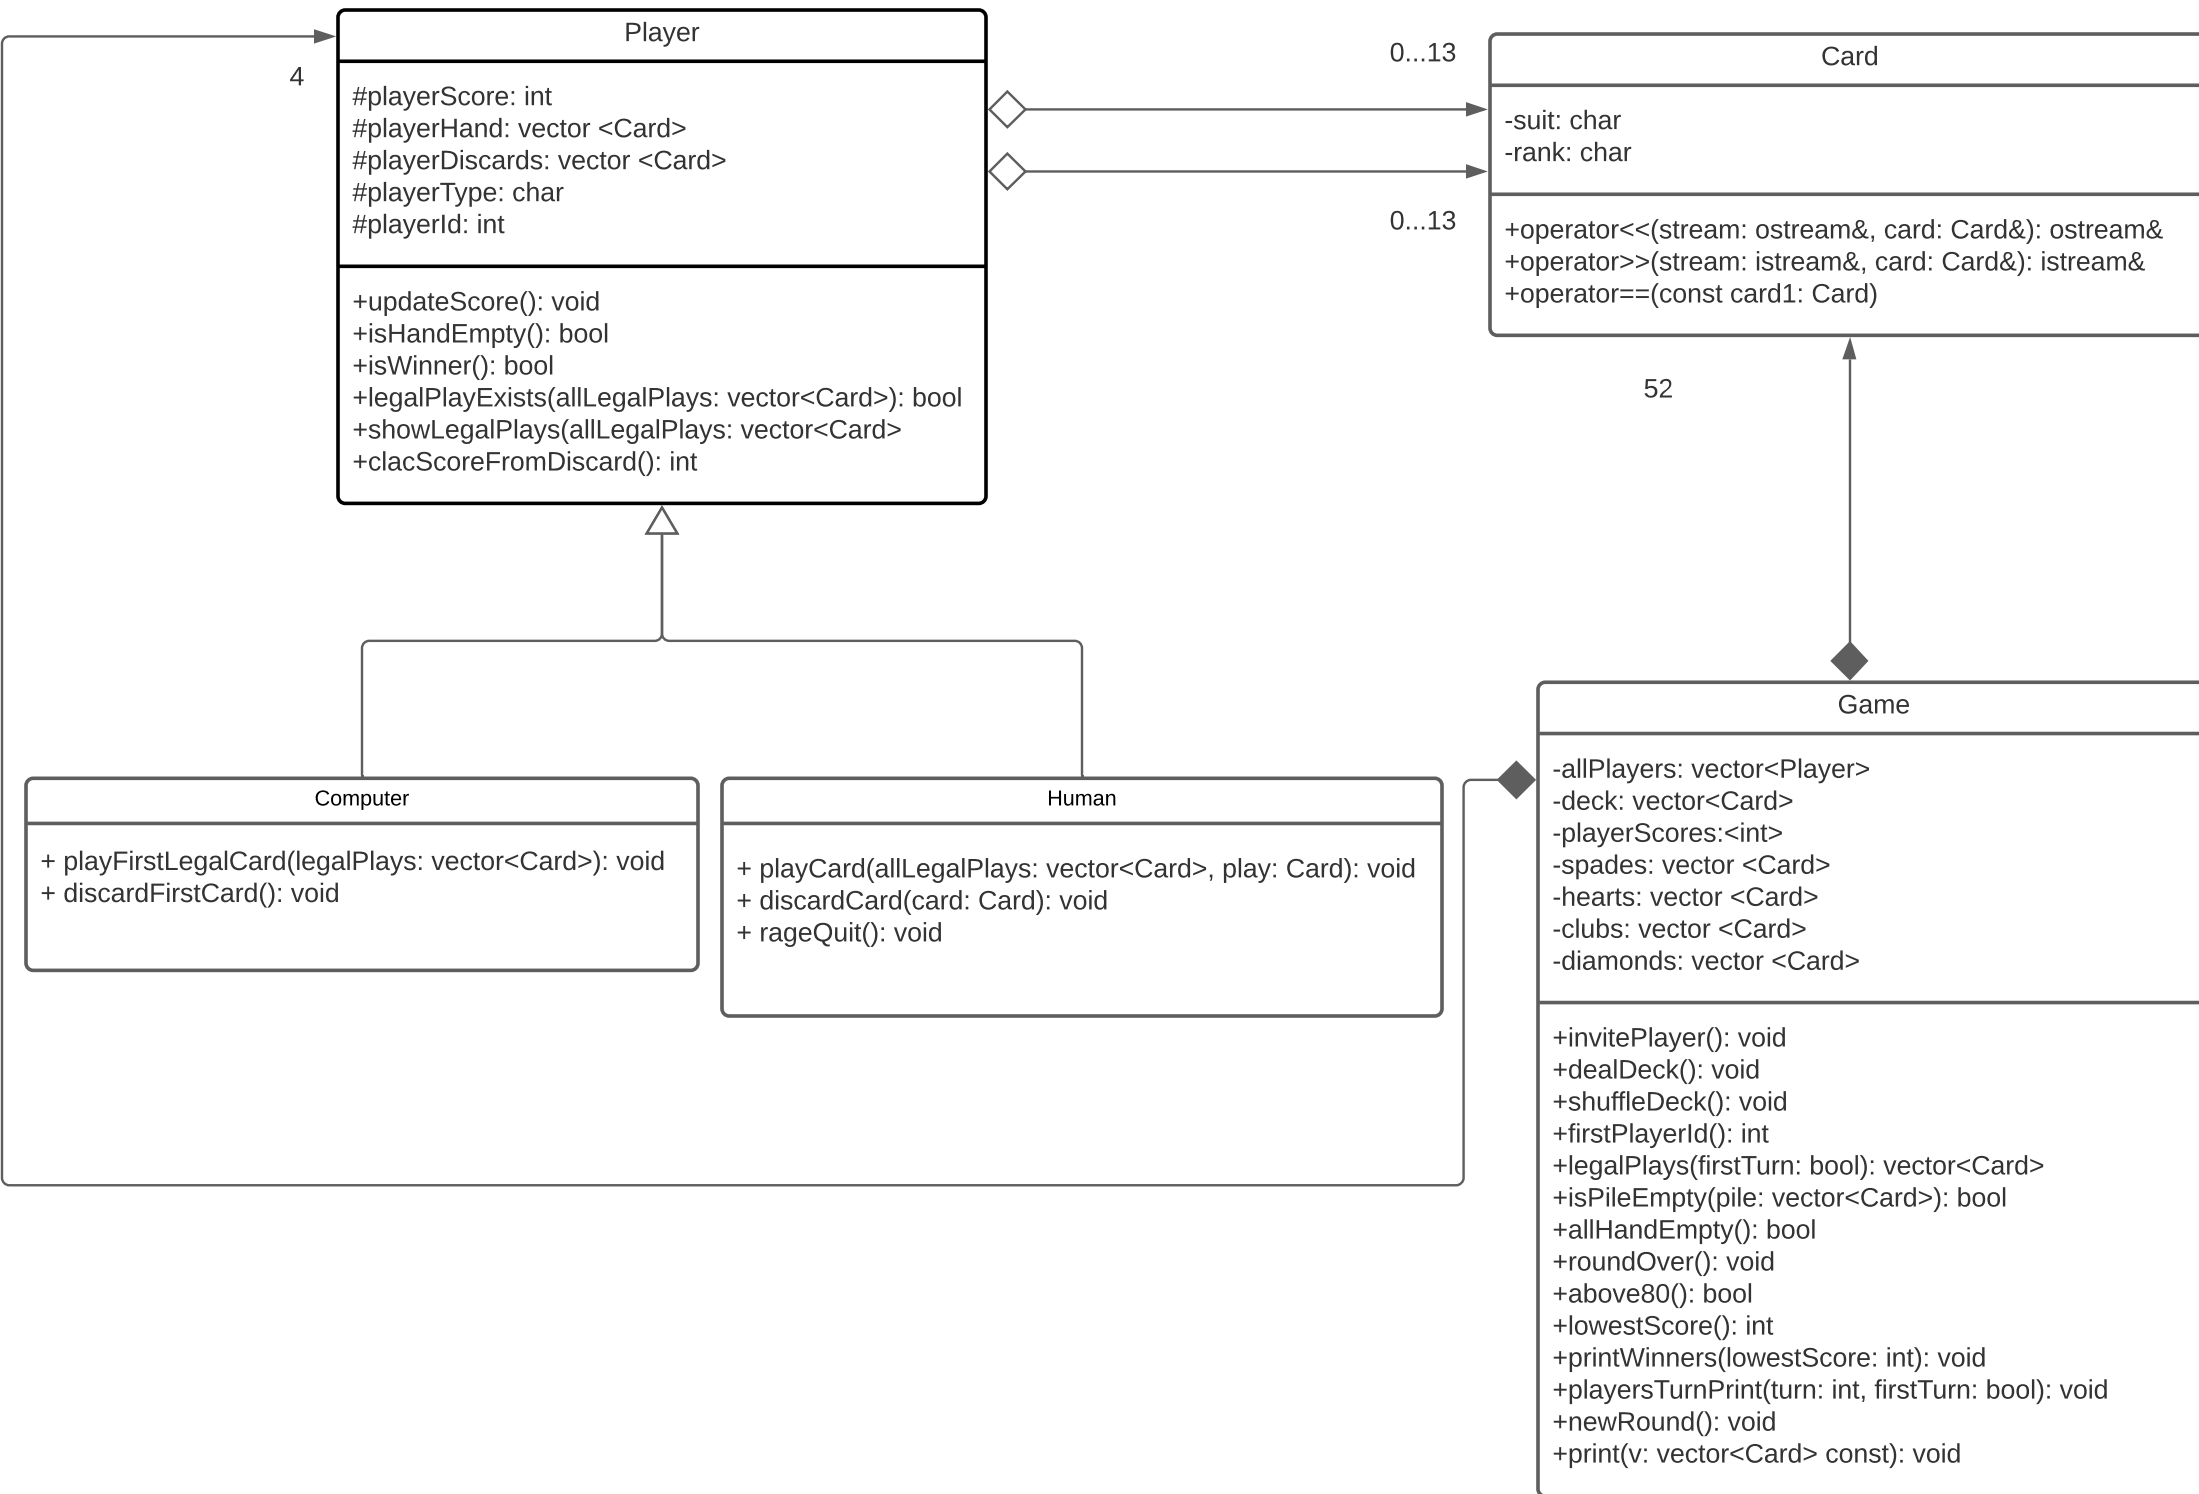 Player
#playerScore: int
#playerHand: vector <Card>
#playerDiscards: vector <Card>
#playerType: char
#playerId: int
+updateScore(): void
+isHandEmpty(): bool
+isWinner(): bool
+legalPlayExists(allLegalPlays: vector<Card>): bool
+showLegalPlays(allLegalPlays: vector<Card>
+clacScoreFromDiscard(): int
4
0...13
0...13
Card
-suit: char
-rank: char
+operator<<(stream: ostream&, card: Card&): ostream&
+operator>>(stream: istream&, card: Card&): istream&
+operator==(const card1: Card)
52
Computer
+ playFirstLegalCard(legalPlays: vector<Card>): void
+ discardFirstCard(): void
Human
+ playCard(allLegalPlays: vector<Card>, play: Card): void
+ discardCard(card: Card): void
+ rageQuit(): void
Game
-allPlayers: vector<Player>
-deck: vector<Card>
-playerScores:<int>
-spades: vector <Card>
-hearts: vector <Card>
-clubs: vector <Card>
-diamonds: vector <Card>
+invitePlayer(): void
+dealDeck(): void
+shuffleDeck(): void
+firstPlayerId(): int
+legalPlays(firstTurn: bool): vector<Card>
+isPileEmpty(pile: vector<Card>): bool
+allHandEmpty(): bool
+roundOver(): void
+above80(): bool
+lowestScore(): int
+printWinners(lowestScore: int): void
+playersTurnPrint(turn: int, firstTurn: bool): void
+newRound(): void
+print(v: vector<Card> const): void